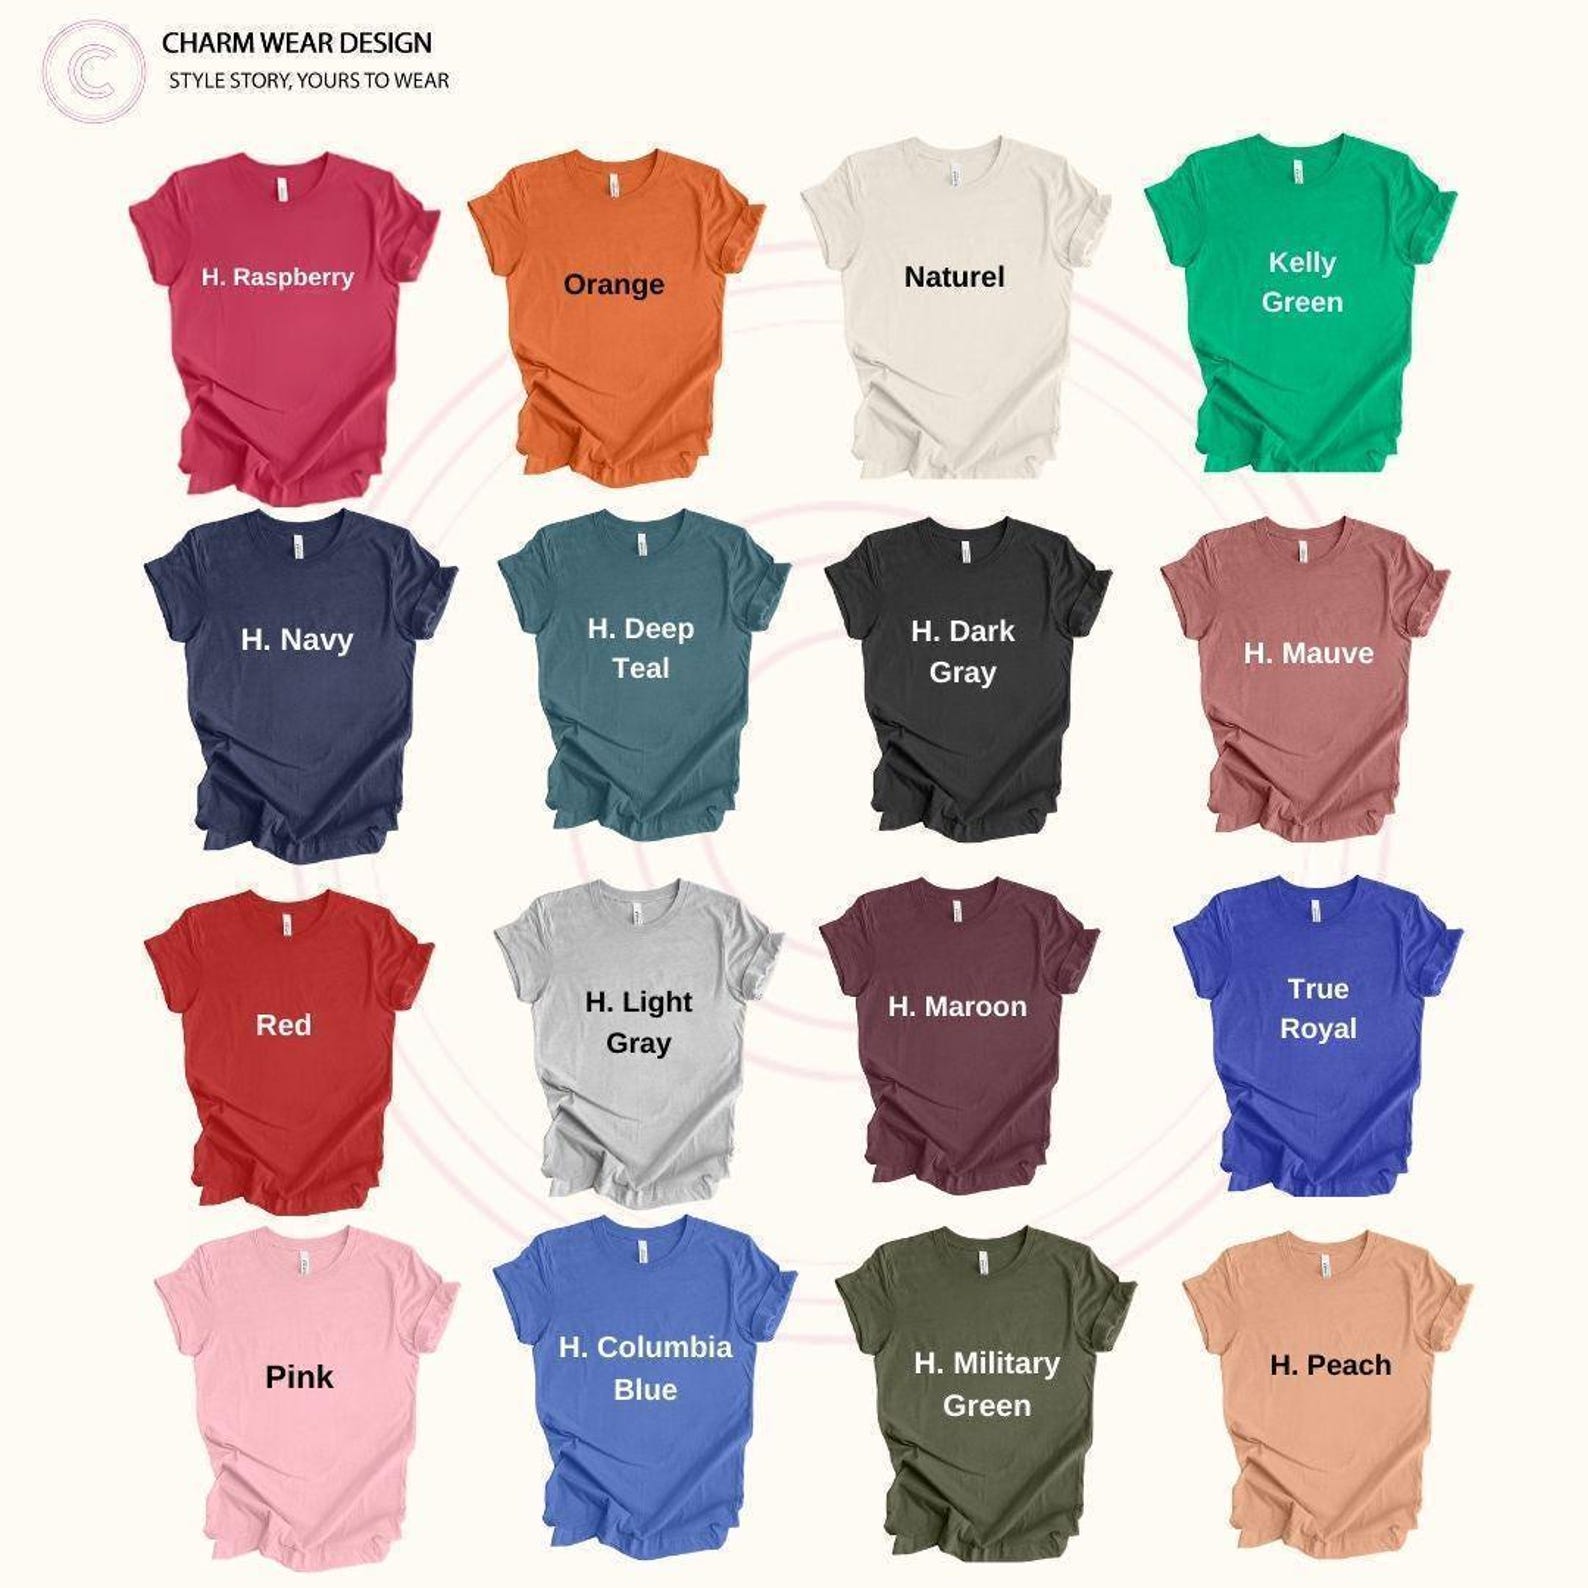 CHARM WEAR DESIGN
STYLE STORY, YOURS TO WEAR
H. Raspberry
Orange
Naturel
Kelly
Green
H. Navy
H. Deep
Teal
H. Dark
Gray
H. Mauve
Red
H. Light
Gray
H. Maroon
True
Royal
Pink
H. Columbia
Blue
H. Military
Green
H. Peach